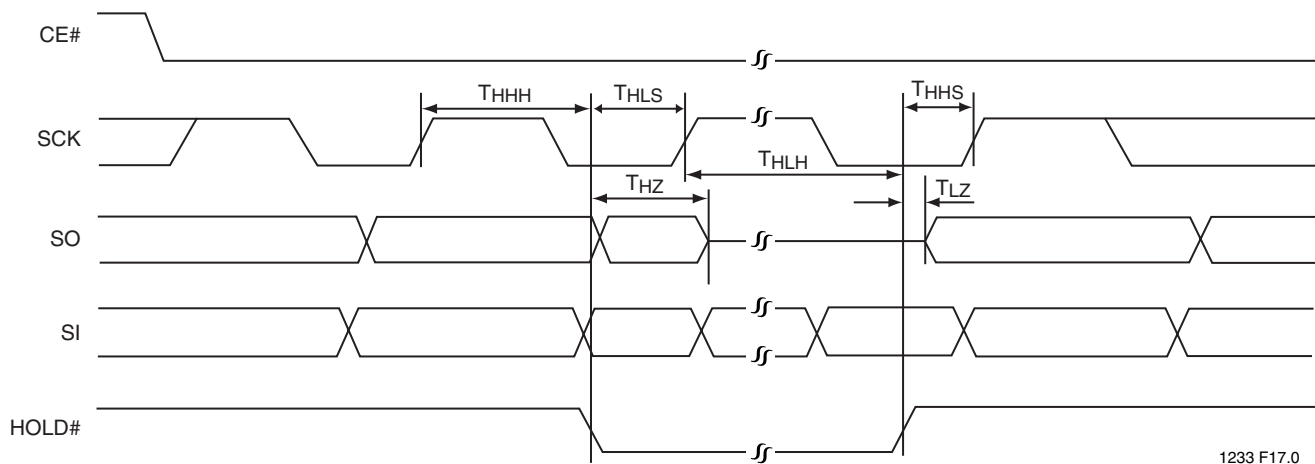 CE#
THHH
THLS
THHS
SCK
THLH
THZ
TLZ
SO
SI
HOLD#
1233 F17.0